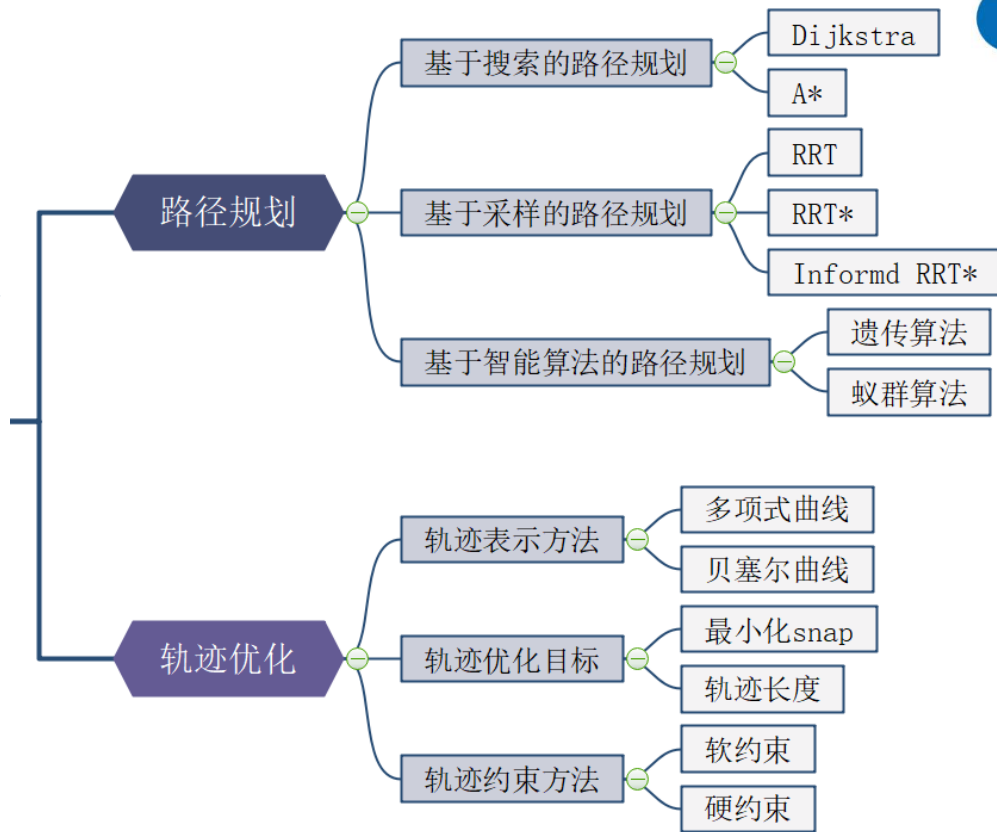 路径规划
基于搜索的路径规划
Dijkstra
A*
基于采样的路径规划
RRT
RRT*
Informd RRT*
基于智能算法的路径规划
遗传算法
蚁群算法
轨迹优化
轨迹表示方法
多项式曲线
贝塞尔曲线
轨迹优化目标
最小化snap
轨迹长度
轨迹约束方法
软约束
硬约束